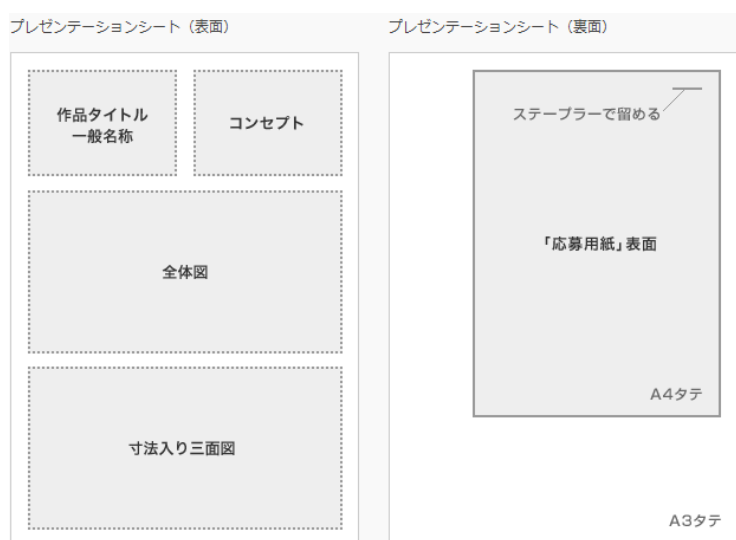 プレゼンテーションシート（表面）
作品タイトル
一般名称
コンセプト
全体図
寸法入り三面図
プレゼンテーションシート（裏面）
ステープラーで留める
「応募用紙」表面
A4タテ
A3タテ